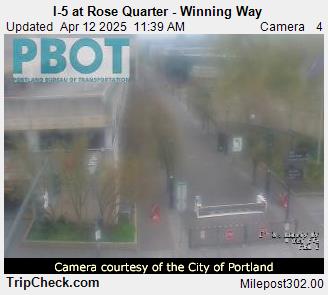 I-5 at Rose Quarter - Winning Way
Updated Apr 12 2025 11:39 AM Camera 4
PBOT
PORTLAND BUREAU OF TRANSPORTATION
Camera courtesy of the City of Portland
TripCheck.com Milepost302.00